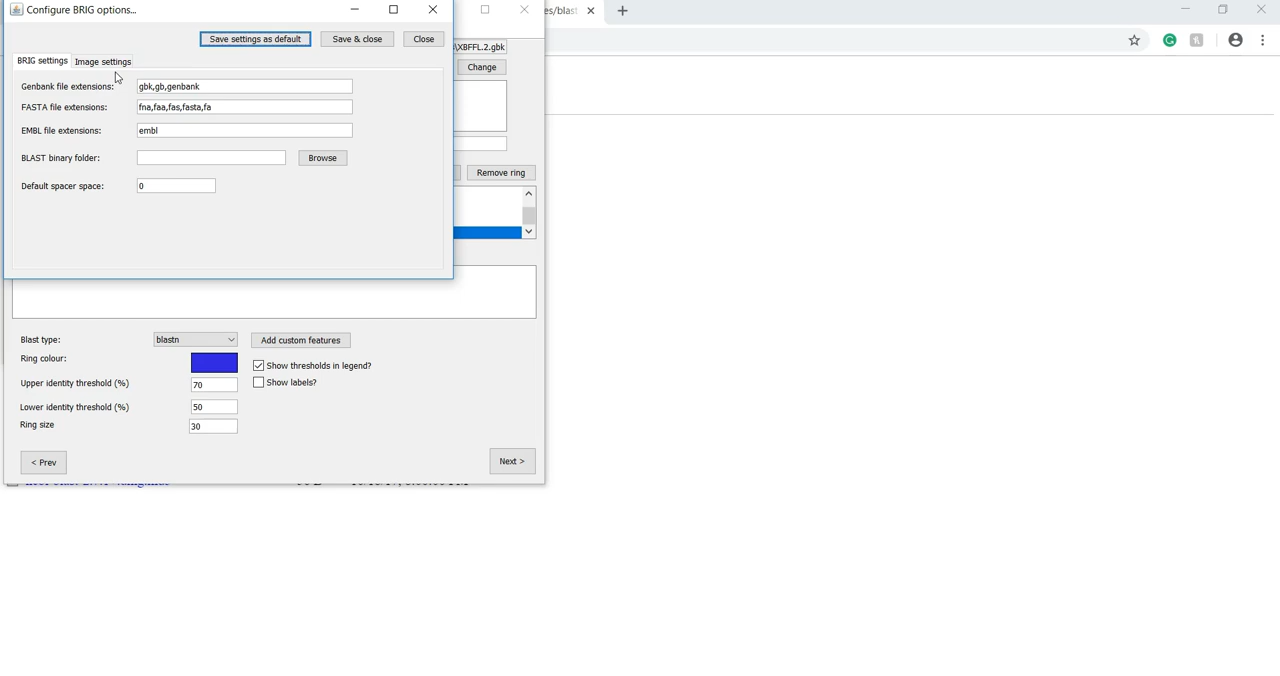 Configure BRIG options...
es/blast
Save settings as default
Save & close
Close
\XBFFL.2.gbk
BRIG settings
Image settings
Change
Genbank file extensions:
gbk,gb,genbank
FASTA file extensions:
fna,faa,fas,fasta,fa
EMBL file extensions:
embl
BLAST binary folder:
Browse
Remove ring
Default spacer space:
0
Blast type:
blastn
Add custom features
Ring colour:
Show thresholds in legend?
Upper identity threshold (%)
70
Show labels?
Lower identity threshold (%)
50
Ring size
30
< Prev
Next >